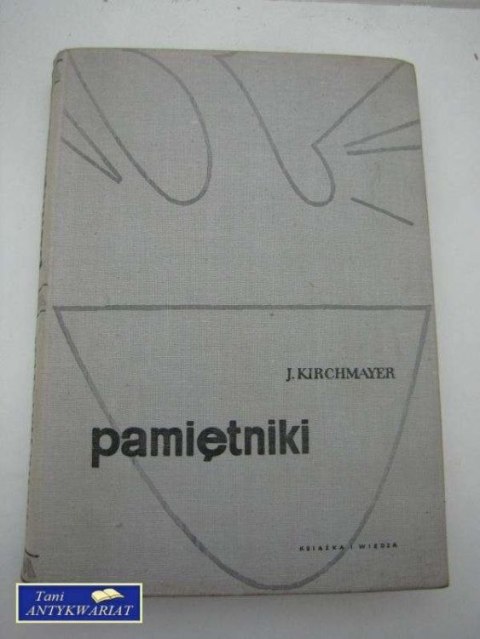 J. KIRCHMAYER
pamiętniki
KSIĄŻKA I WIEDZA
Tani
ANTYKWARIAT